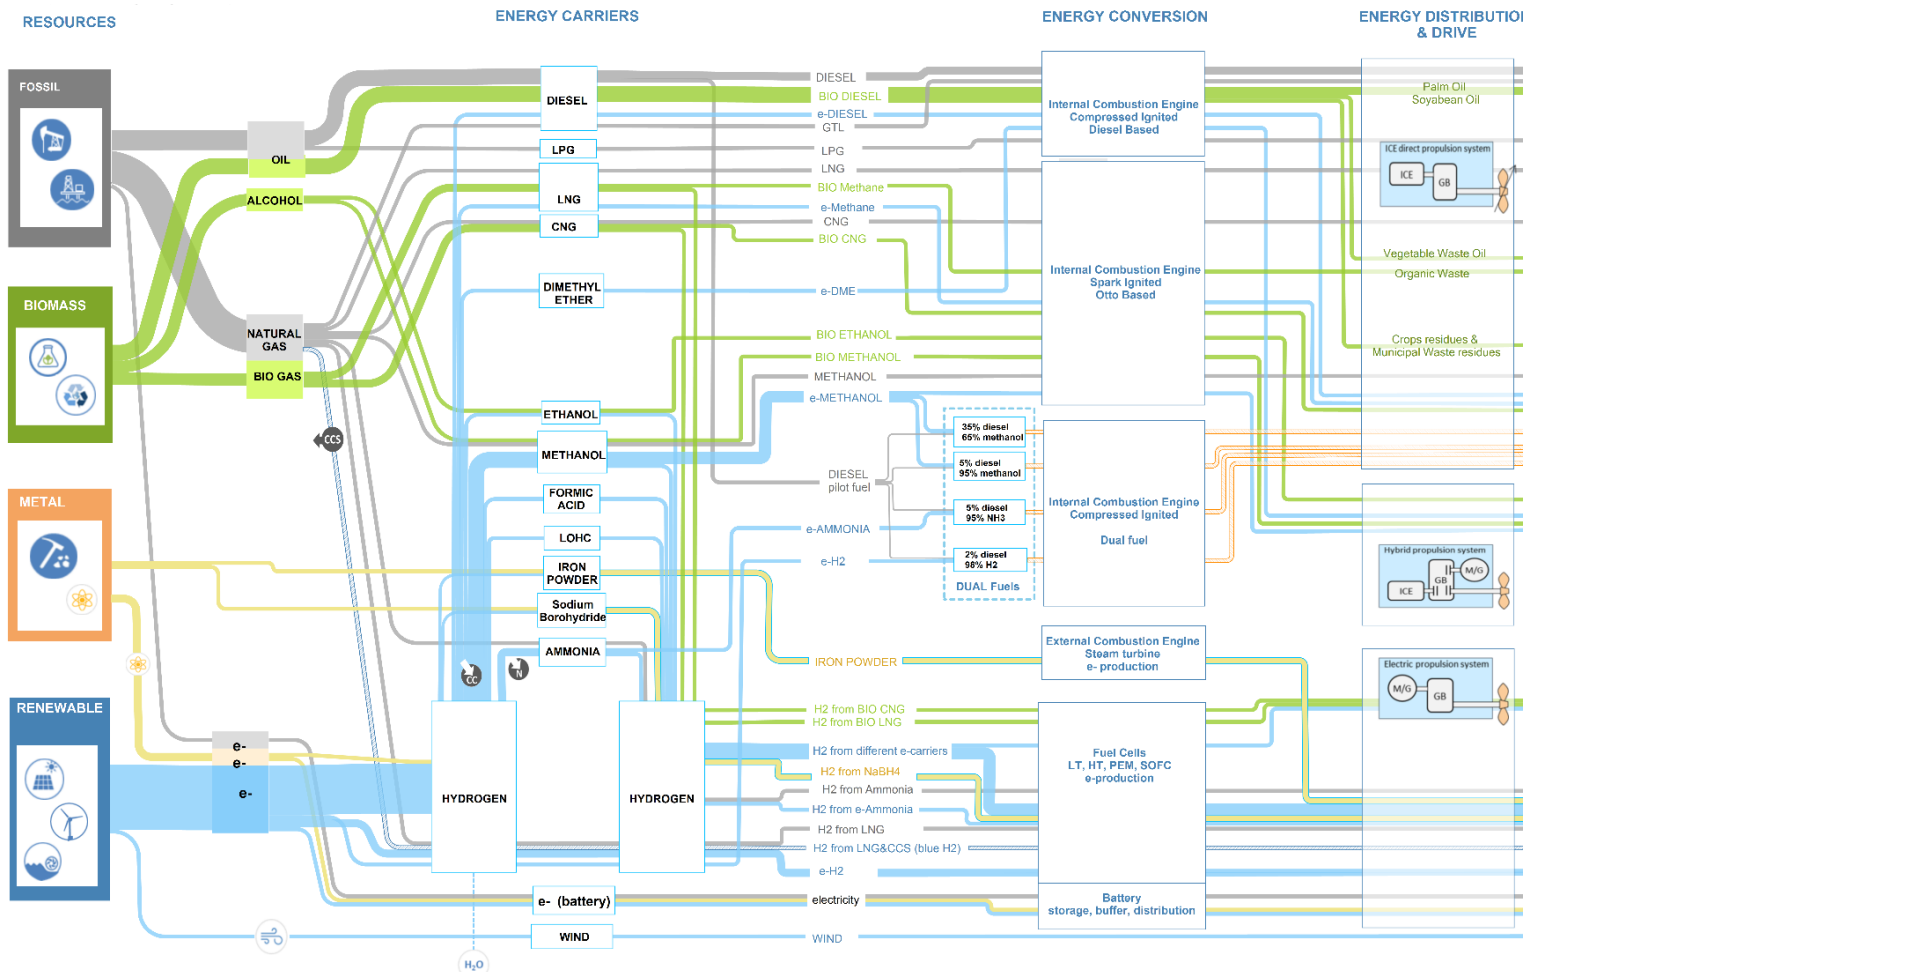 RESOURCES
ENERGY CARRIERS
ENERGY CONVERSION
ENERGY DISTRIBUTIO
& DRIVE
FOSSIL
BIOMASS
METAL
RENEWABLE
OIL
ALCOHOL
NATURAL
GAS
BIO GAS
CCS
e-
e-
e-
DIESEL
LPG
LNG
CNG
DIMETHYL
ETHER
ETHANOL
METHANOL
FORMIC
ACID
LOHC
IRON
POWDER
Sodium
Borohydride
AMMONIA
CC
N
HYDROGEN
HYDROGEN
e- (battery)
WIND
H₂O
DIESEL
BIO DIESEL
e-DIESEL
GTL
LPG
LNG
BIO Methane
e-Methane
CNG
BIO CNG
e-DME
BIO ETHANOL
BIO METHANOL
METHANOL
e-METHANOL
DIESEL
pilot fuel
e-AMMONIA
e-H2
IRON POWDER
H2 from BIO CNG
H2 from BIO LNG
H2 from different e-carriers
H2 from NaBH4
H2 from Ammonia
H2 from e-Ammonia
H2 from LNG
H2 from LNG&CCS (blue H2)
e-H2
electricity
WIND
35% diesel
65% methanol
5% diesel
95% methanol
5% diesel
95% NH3
2% diesel
98% H2
DUAL Fuels
Internal Combustion Engine
Compressed Ignited
Diesel Based
Internal Combustion Engine
Spark Ignited
Otto Based
Internal Combustion Engine
Compressed Ignited
Dual fuel
External Combustion Engine
Steam turbine
e- production
Fuel Cells
LT, HT, PEM, SOFC
e-production
Battery
storage, buffer, distribution
Palm Oil
Soyabean Oil
ICE direct propulsion system
ICE
GB
Vegetable Waste Oil
Organic Waste
Crops residues &
Municipal Waste residues
Hybrid propulsion system
ICE
GB
M/G
Electric propulsion system
M/G
GB